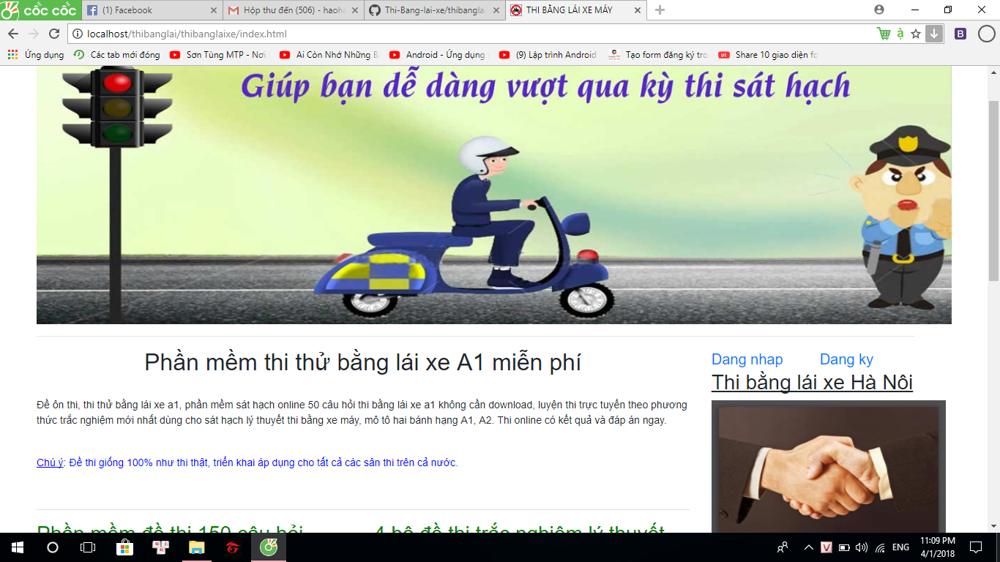 cốc cốc
(1) Facebook
Hộp thư đến (506) - haoha
Thi-Bang-lai-xe/thibanglai
THI BẰNG LÁI XE MÁY
localhost/thibanglai/thibanglaixe/index.html
à
B
Ứng dụng
Các tab mới đóng
Sơn Tùng MTP - Nơi
Ai Còn Nhớ Những B
Android - Ứng dụng
(9) Lập trình Android
Tạo form đăng ký tro
Share 10 giao diện fo
Giúp bạn dễ dàng vượt qua kỳ thi sát hạch
Phần mềm thi thử bằng lái xe A1 miễn phí
Đề ôn thi, thi thử bằng lái xe a1, phần mềm sát hạch online 50 câu hỏi thi bằng lái xe a1 không cần download, luyện thi trực tuyến theo phương
thức trắc nghiệm mới nhất dùng cho sát hạch lý thuyết thi bằng xe máy, mô tô hai bánh hạng A1, A2. Thi online có kết quả và đáp án ngay.
Chú ý: Đề thi giống 100% như thi thật, triển khai áp dụng cho tất cả các sân thi trên cả nước.
Dang nhap
Dang ky
Thi bằng lái xe Hà Nôi
Phần mềm đề thi 150 câu hỏi
4 bộ đề thi trắc nghiệm lý thuyết
V
ENG
11:09 PM
4/1/2018